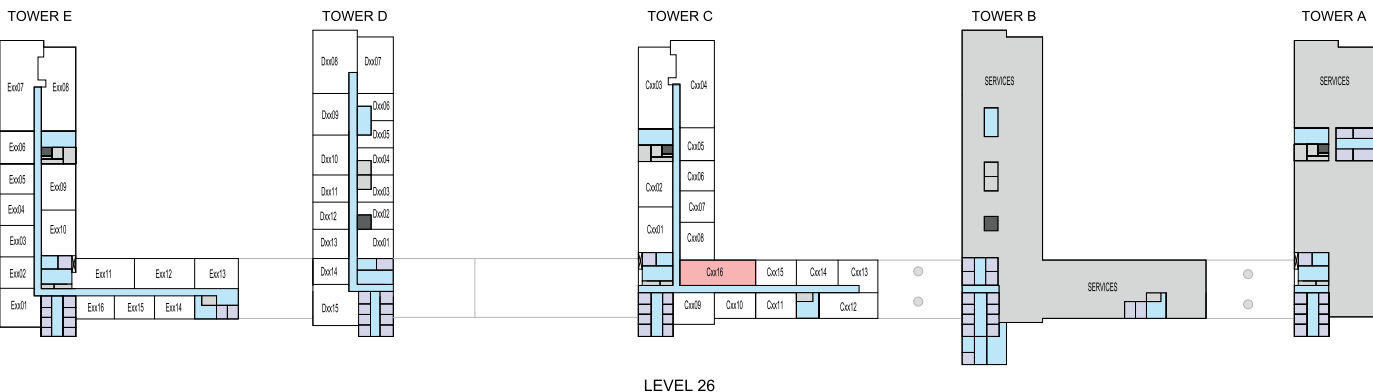 TOWER E
TOWER D
TOWER C
TOWER B
TOWER A
Exx07
Exx08
Exx06
Exx05
Exx09
Exx04
Exx10
Exx03
Exx02
Exx11
Exx12
Exx13
Exx01
Exx16
Exx15
Exx14
Dxx08
Dxx07
Dxx06
Dxx09
Dxx05
Dxx10
Dxx04
Dxx11
Dxx03
Dxx12
Dxx02
Dxx13
Dxx01
Dxx14
Dxx15
Cxx03
Cxx04
Cxx05
Cxx02
Cxx06
Cxx07
Cxx01
Cxx08
Cxx16
Cxx15
Cxx14
Cxx13
Cxx09
Cxx10
Cxx11
Cxx12
SERVICES
SERVICES
SERVICES
LEVEL 26